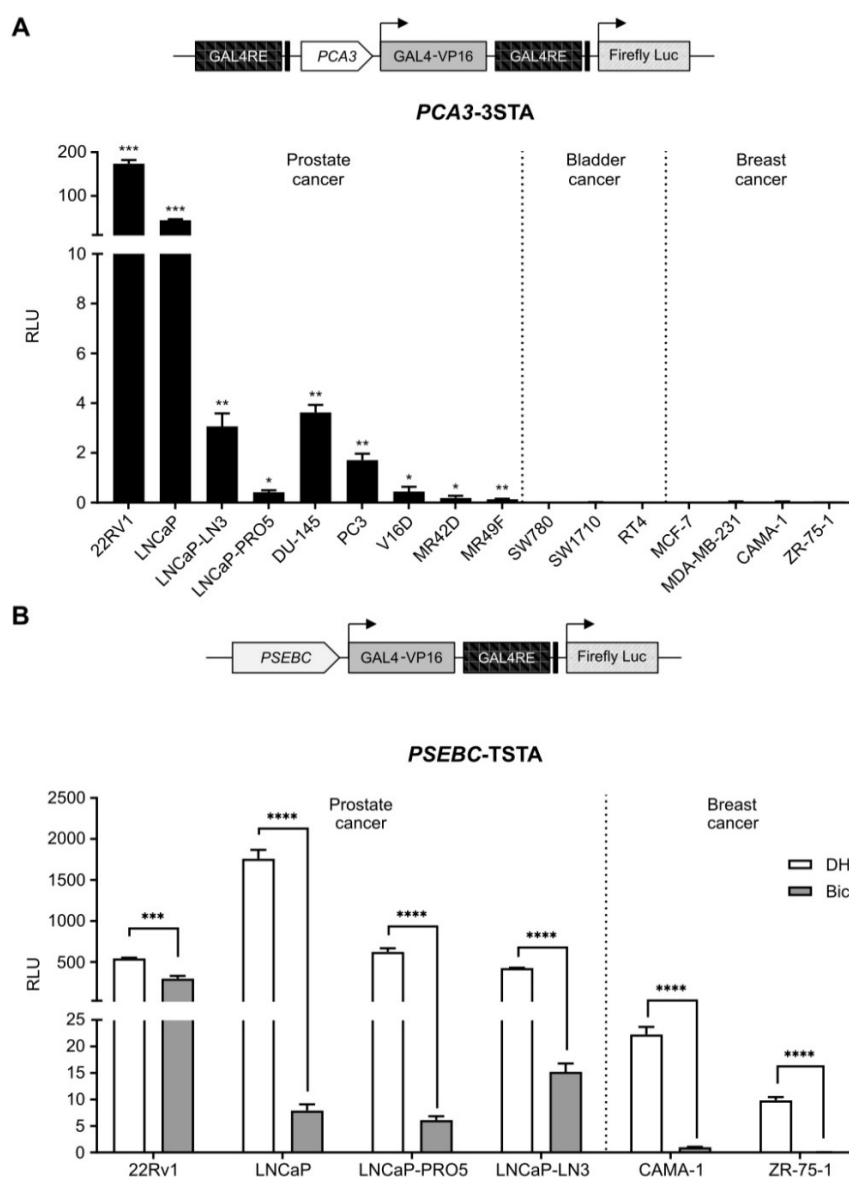 A
GAL4RE PCA3 GAL4-VP16 GAL4RE Firefly Luc
PCA3-3STA
200
100
10
8
6
4
2
0
RLU
Prostate
cancer
Bladder
cancer
Breast
cancer
*** *** ** * ** ** * * **
22RV1 LNCaP LNCaP-LN3 LNCaP-PRO5 DU-145 PC3 V16D MR42D MR49F SW780 SW1710 RT4 MCF-7 MDA-MB-231 CAMA-1 ZR-75-1
B
PSEBC GAL4-VP16 GAL4RE Firefly Luc
PSEBC-TSTA
2500
2000
1500
1000
500
25
20
15
10
5
0
RLU
Prostate
cancer
Breast
cancer
*** **** **** **** **** ****
DH
Bic
22Rv1 LNCaP LNCaP-PRO5 LNCaP-LN3 CAMA-1 ZR-75-1